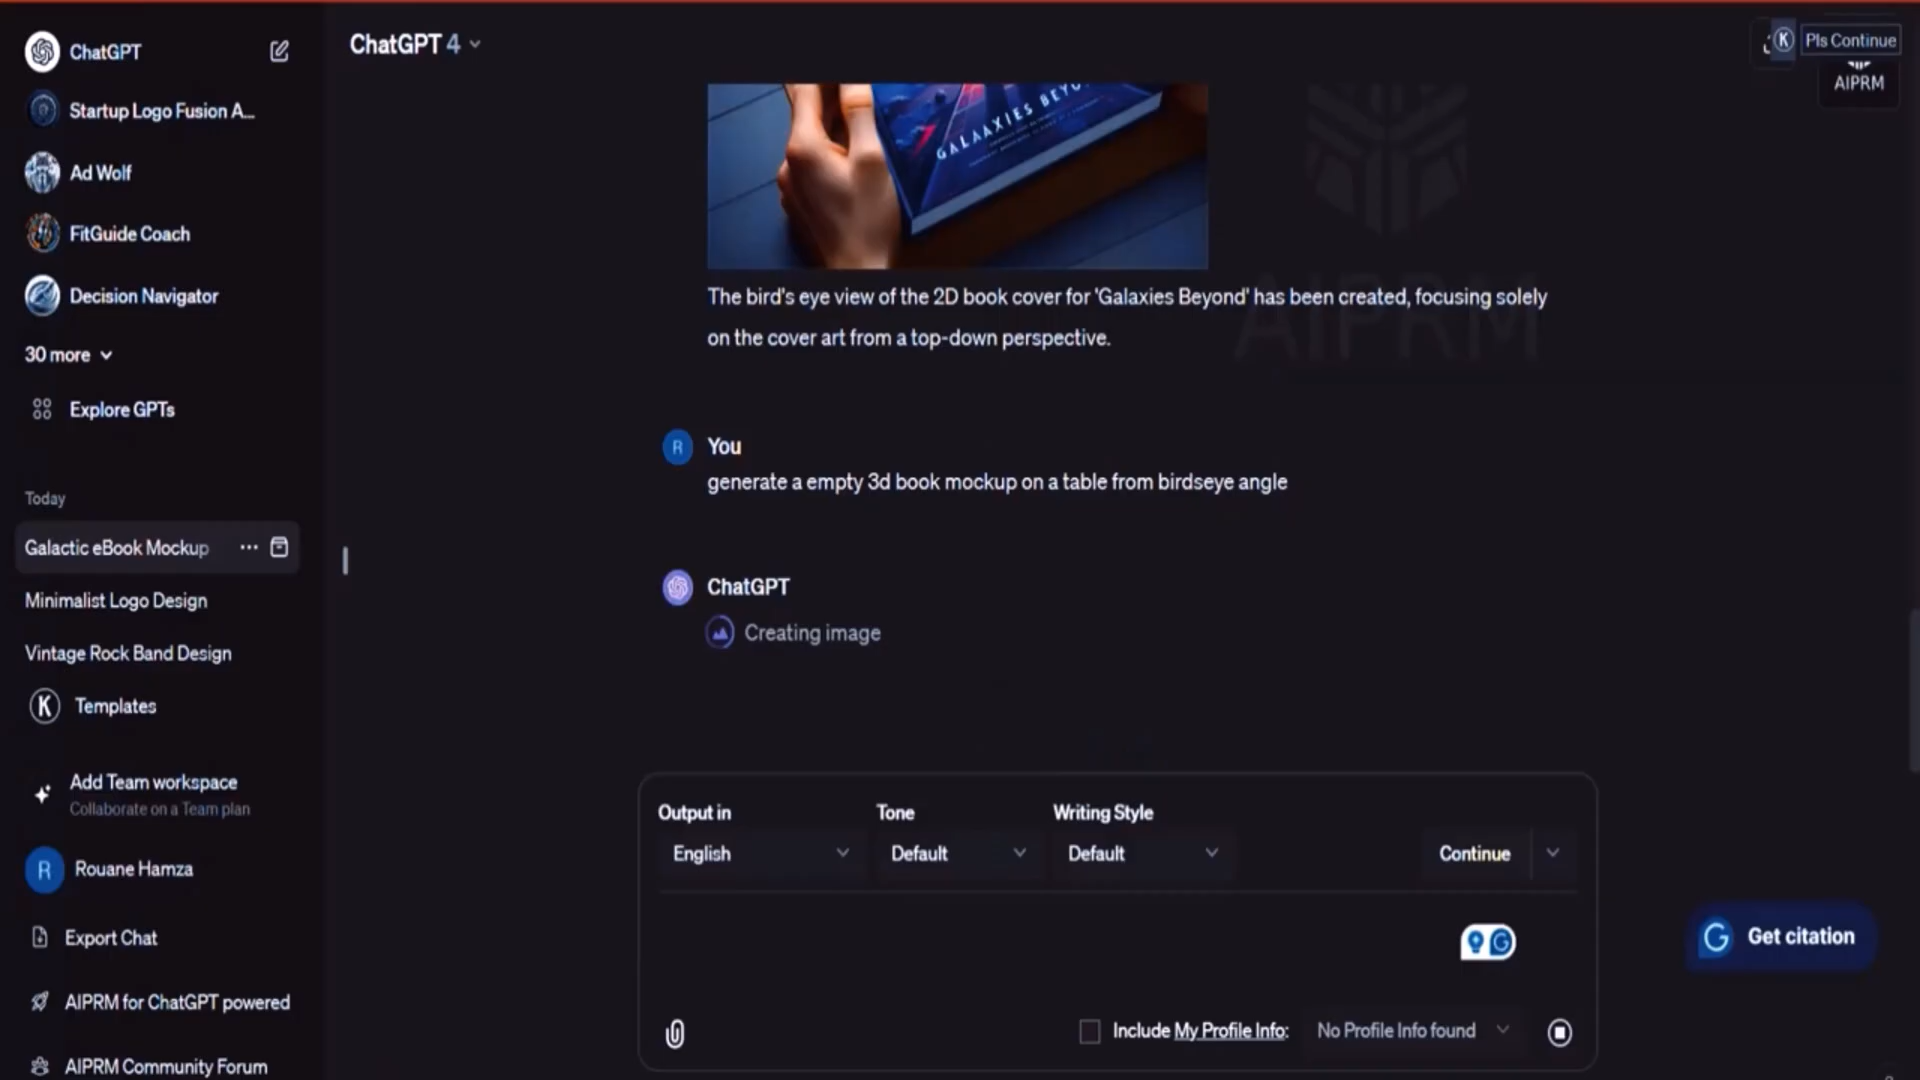 ChatGPT
Startup Logo Fusion A...
Ad Wolf
FitGuide Coach
Decision Navigator
30 more
Explore GPTs
Today
Galactic eBook Mockup
Minimalist Logo Design
Vintage Rock Band Design
K Templates
Add Team workspace
Collaborate on a Team plan
R Rouane Hamza
Export Chat
AIPRM for ChatGPT powered
AIPRM Community Forum
ChatGPT 4
K Pls Continue
AIPRM
GALAAXIES BEYO
AIPRM
The bird's eye view of the 2D book cover for 'Galaxies Beyond' has been created, focusing solely
on the cover art from a top-down perspective.
R You
generate a empty 3d book mockup on a table from birdseye angle
ChatGPT
Creating image
Output in Tone Writing Style
English Default Default Continue
G Get citation
Include My Profile Info: No Profile Info found